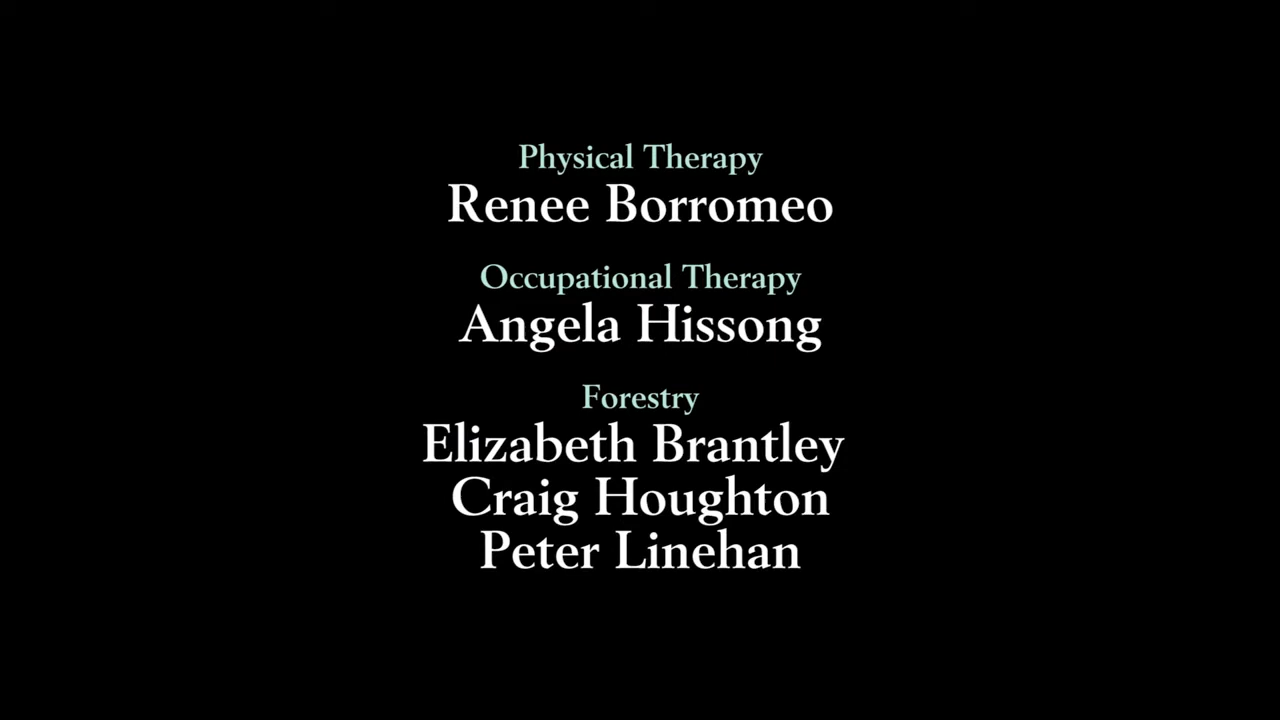 Physical Therapy
Renee Borromeo
Occupational Therapy
Angela Hissong
Forestry
Elizabeth Brantley
Craig Houghton
Peter Linehan